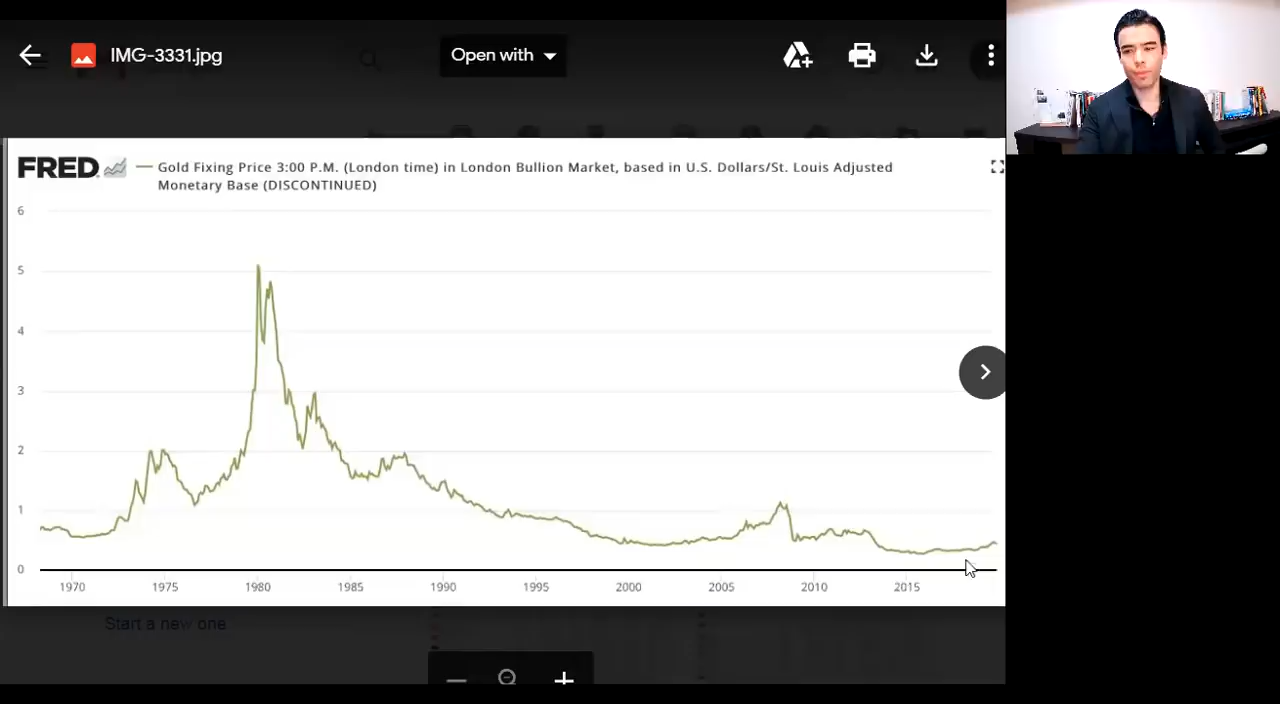 IMG-3331.jpg
Open with
FRED
Gold Fixing Price 3:00 P.M. (London time) in London Bullion Market, based in U.S. Dollars/St. Louis Adjusted
Monetary Base (DISCONTINUED)
6
5
4
3
2
1
0
1970 1975 1980 1985 1990 1995 2000 2005 2010 2015
Start a new one